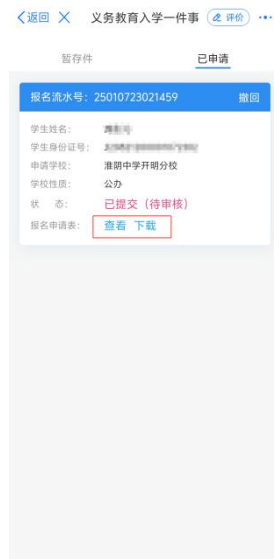 返回 义务教育入学一件事 评价
暂存件 已申请
报名流水号：25010723021459 撤回
学生姓名：
学生身份证号：
申请学校： 淮阴中学开明分校
学校性质： 公办
状 态： 已提交（待审核）
报名申请表： 查看 下载